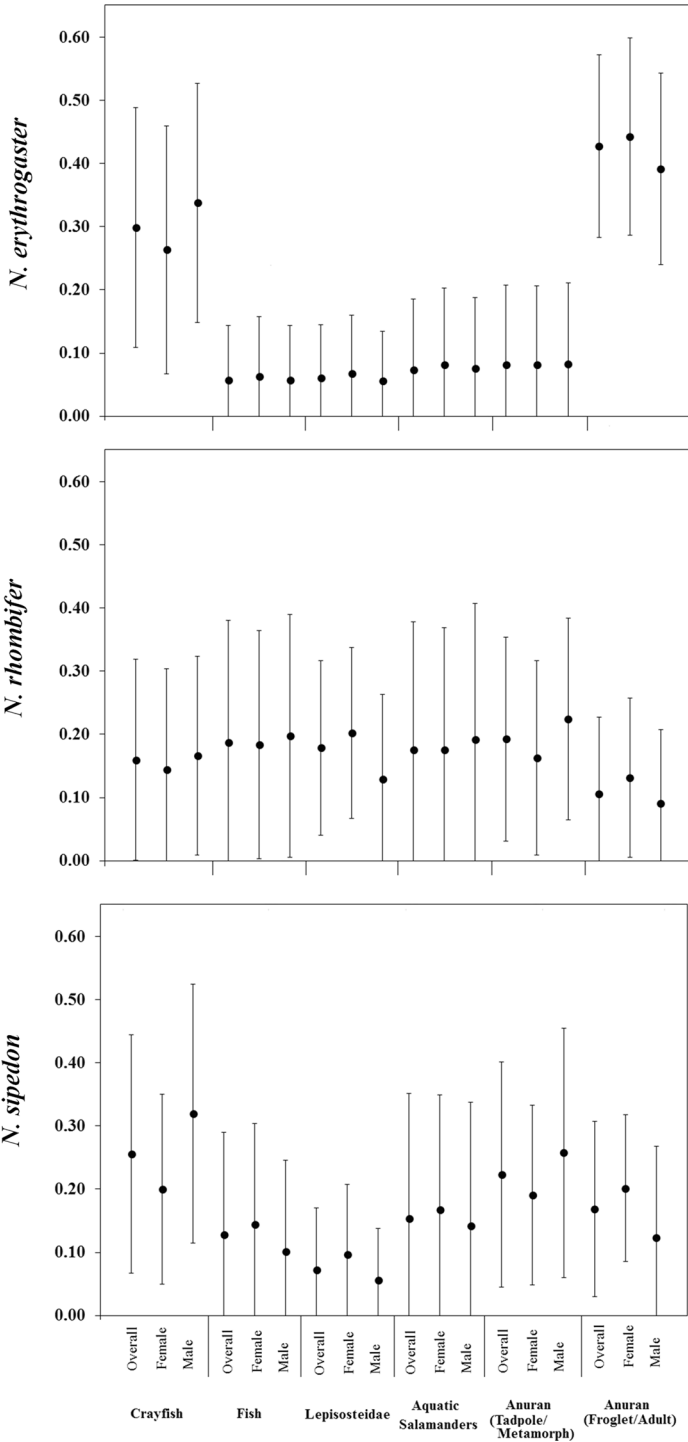 N. erythrogaster
0.60
0.50
0.40
0.30
0.20
0.10
0.00
N. rhombifer
0.60
0.50
0.40
0.30
0.20
0.10
0.00
N. sipedon
0.60
0.50
0.40
0.30
0.20
0.10
0.00
Overall
Female
Male
Overall
Female
Male
Overall
Female
Male
Overall
Female
Male
Overall
Female
Male
Overall
Female
Male
Crayfish
Fish
Lepisosteidae
Aquatic
Salamanders
Anuran
(Tadpole/
Metamorph)
Anuran
(Froglet/Adult)